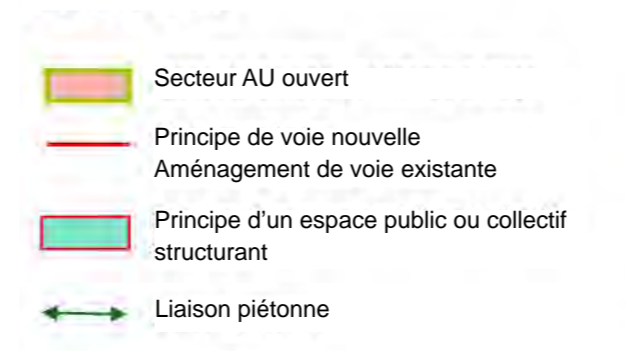 Secteur AU ouvert
Principe de voie nouvelle
Aménagement de voie existante
Principe d'un espace public ou collectif
structurant
Liaison piétonne